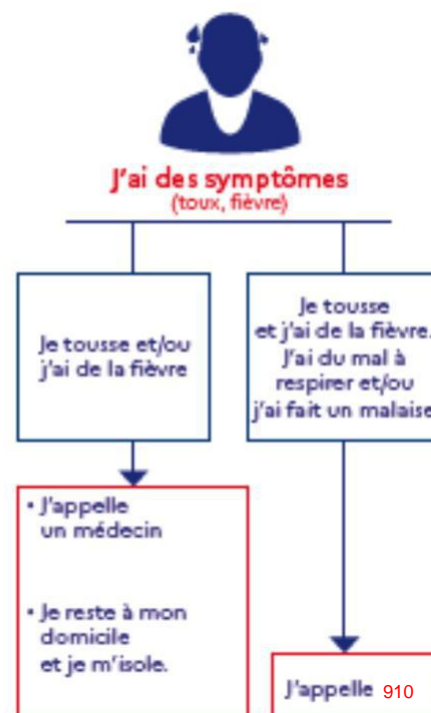 J'ai des symptômes
(toux, fièvre)
Je tousse et/ou
j'ai de la fièvre
Je tousse
et j'ai de la fièvre.
J'ai du mal à
respirer et/ou
j'ai fait un malaise
• J'appelle
un médecin
• Je reste à mon
domicile
et je m'isole.
J'appelle 910